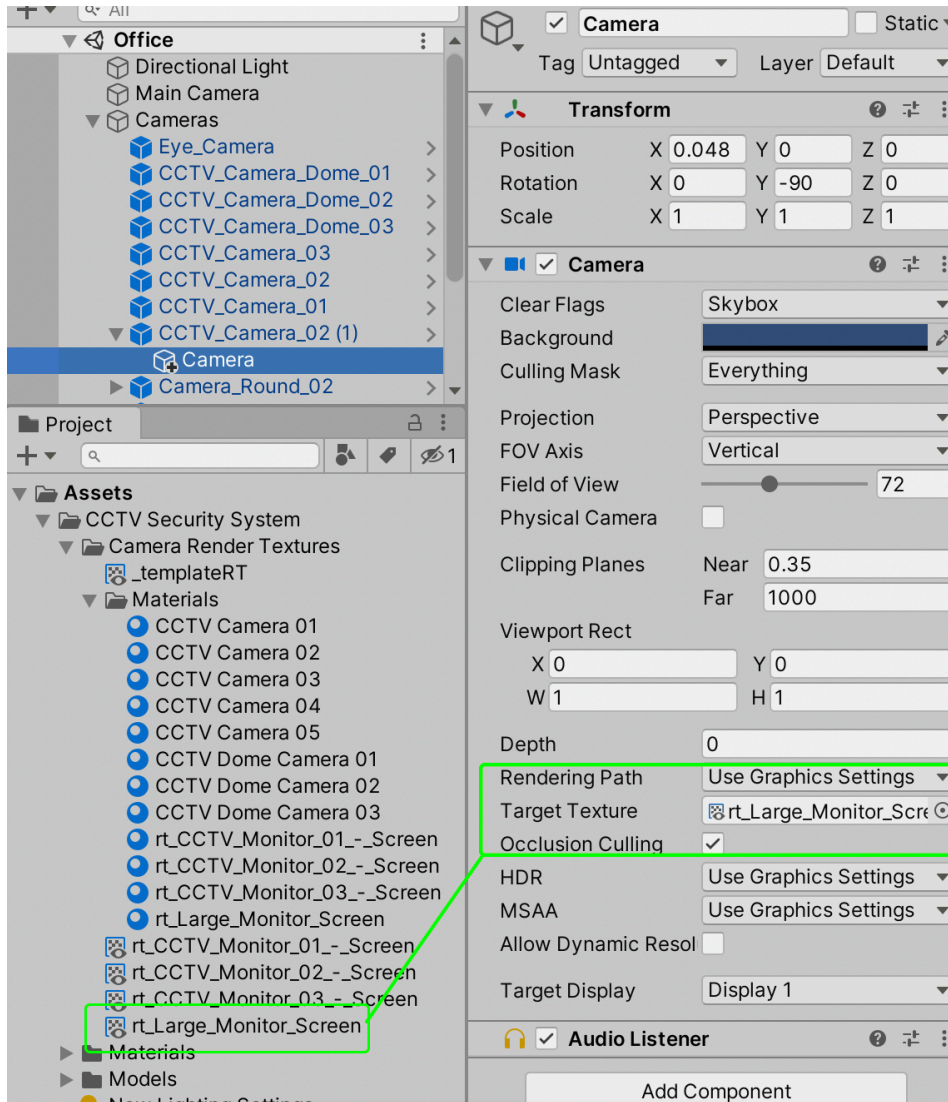 All
Office
Directional Light
Main Camera
Cameras
Eye_Camera
CCTV_Camera_Dome_01
CCTV_Camera_Dome_02
CCTV_Camera_Dome_03
CCTV_Camera_03
CCTV_Camera_02
CCTV_Camera_01
CCTV_Camera_02 (1)
Camera
Camera_Round_02
Project
1
Assets
CCTV Security System
Camera Render Textures
_templateRT
Materials
CCTV Camera 01
CCTV Camera 02
CCTV Camera 03
CCTV Camera 04
CCTV Camera 05
CCTV Dome Camera 01
CCTV Dome Camera 02
CCTV Dome Camera 03
rt_CCTV_Monitor_01_-_Screen
rt_CCTV_Monitor_02_-_Screen
rt_CCTV_Monitor_03_-_Screen
rt_Large_Monitor_Screen
rt_CCTV_Monitor_01_-_Screen
rt_CCTV_Monitor_02_-_Screen
rt_CCTV_Monitor_03_-_Screen
rt_Large_Monitor_Screen
Materials
Models
New Lighting Settings
Camera Static
Tag Untagged Layer Default
Transform
Position X 0.048 Y 0 Z 0
Rotation X 0 Y -90 Z 0
Scale X 1 Y 1 Z 1
Camera
Clear Flags Skybox
Background
Culling Mask Everything
Projection Perspective
FOV Axis Vertical
Field of View 72
Physical Camera
Clipping Planes Near 0.35
Far 1000
Viewport Rect
X 0 Y 0
W 1 H 1
Depth 0
Rendering Path Use Graphics Settings
Target Texture rt_Large_Monitor_Scre
Occlusion Culling
HDR Use Graphics Settings
MSAA Use Graphics Settings
Allow Dynamic Resol
Target Display Display 1
Audio Listener
Add Component